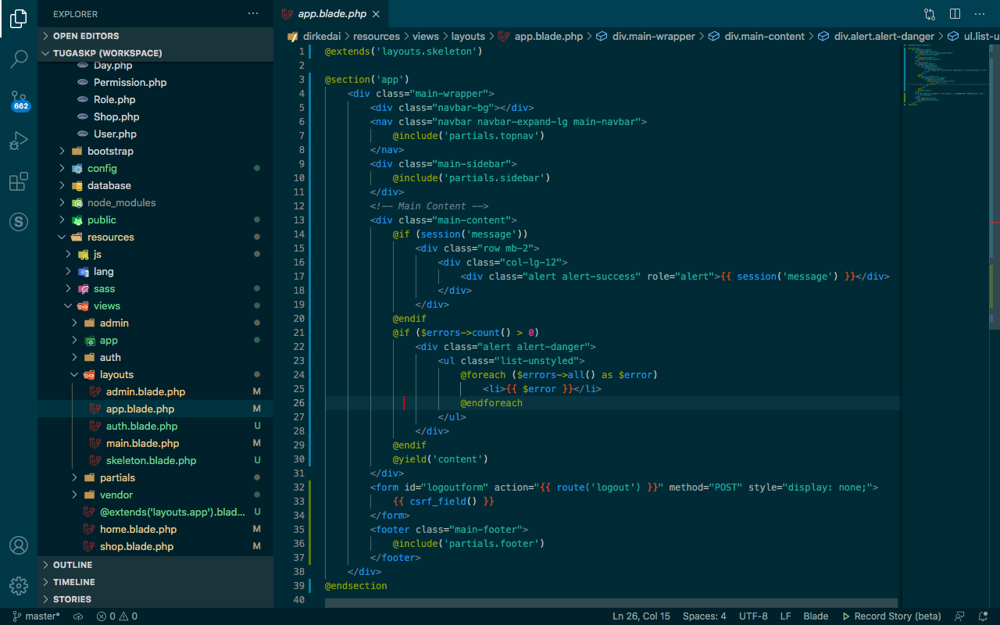 EXPLORER
OPEN EDITORS
TUGASKP (WORKSPACE)
Day.php
Permission.php
Role.php
Shop.php
User.php
bootstrap
config
database
node_modules
public
resources
js
lang
sass
views
admin
app
auth
layouts
admin.blade.php M
app.blade.php M
auth.blade.php U
main.blade.php M
skeleton.blade.php U
partials
vendor
@extends('layouts.app').blad... U
home.blade.php M
shop.blade.php M
OUTLINE
TIMELINE
STORIES
662
app.blade.php
dirkedai > resources > views > layouts > app.blade.php > div.main-wrapper > div.main-content > div.alert.alert-danger > ul.list-u
1 @extends('layouts.skeleton')
2
3 @section('app')
4 <div class="main-wrapper">
5 <div class="navbar-bg"></div>
6 <nav class="navbar navbar-expand-lg main-navbar">
7 @include('partials.topnav')
8 </nav>
9 <div class="main-sidebar">
10 @include('partials.sidebar')
11 </div>
12 <!-- Main Content -->
13 <div class="main-content">
14 @if (session('message'))
15 <div class="row mb-2">
16 <div class="col-lg-12">
17 <div class="alert alert-success" role="alert">{{ session('message') }}</div>
18 </div>
19 </div>
20 @endif
21 @if ($errors->count() > 0)
22 <div class="alert alert-danger">
23 <ul class="list-unstyled">
24 @foreach ($errors->all() as $error)
25 <li>{{ $error }}</li>
26 @endforeach
27 </ul>
28 </div>
29 @endif
30 @yield('content')
31 </div>
32 <form id="logoutform" action="{{ route('logout') }}" method="POST" style="display: none;">
33 {{ csrf_field() }}
34 </form>
35 <footer class="main-footer">
36 @include('partials.footer')
37 </footer>
38 </div>
39 @endsection
40
master* 0 0 Ln 26, Col 15 Spaces: 4 UTF-8 LF Blade Record Story (beta)